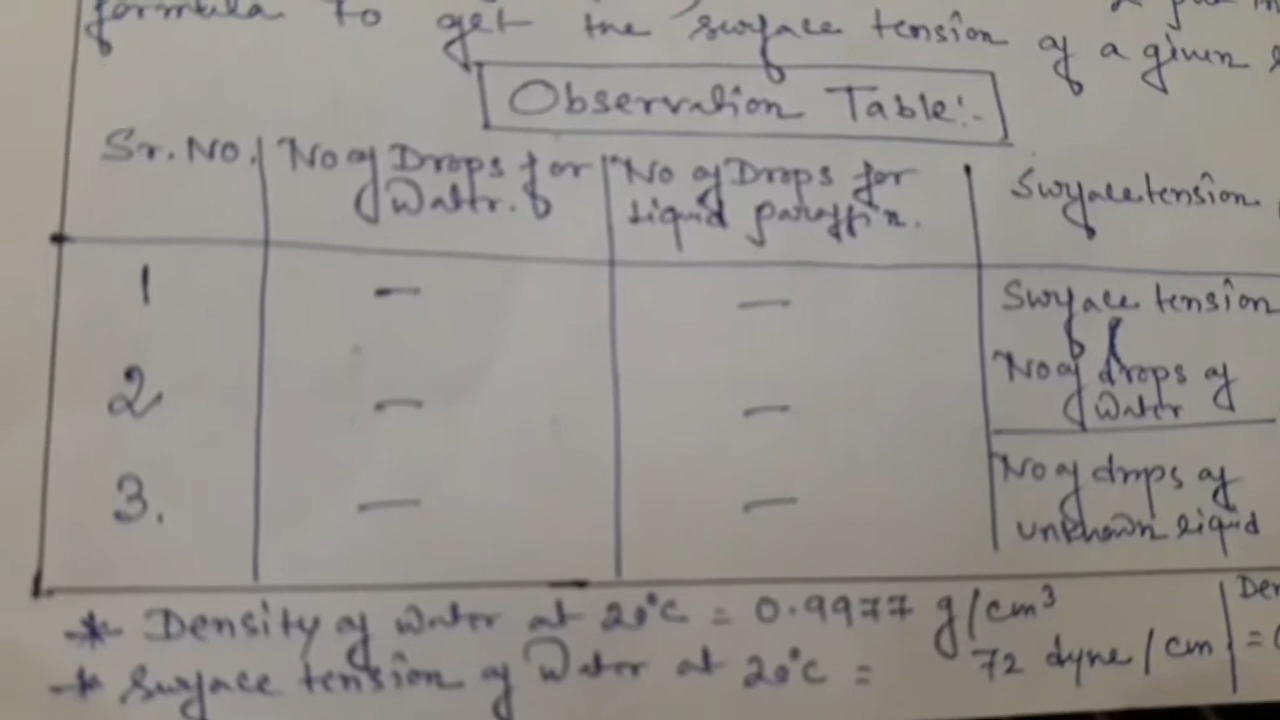 formula to get the surface tension of a given
Observation Table:-
Sr. No. No of Drops for Water. No of Drops for Liquid paraffin. Surface tension
1 — — Surface tension
2 — — No of drops of Water
3. — — No of drops of unknown liquid
* Density of water at 20°C = 0.9977 g/cm³
* Surface tension of Water at 20°C = 72 dyne/cm
Den
=